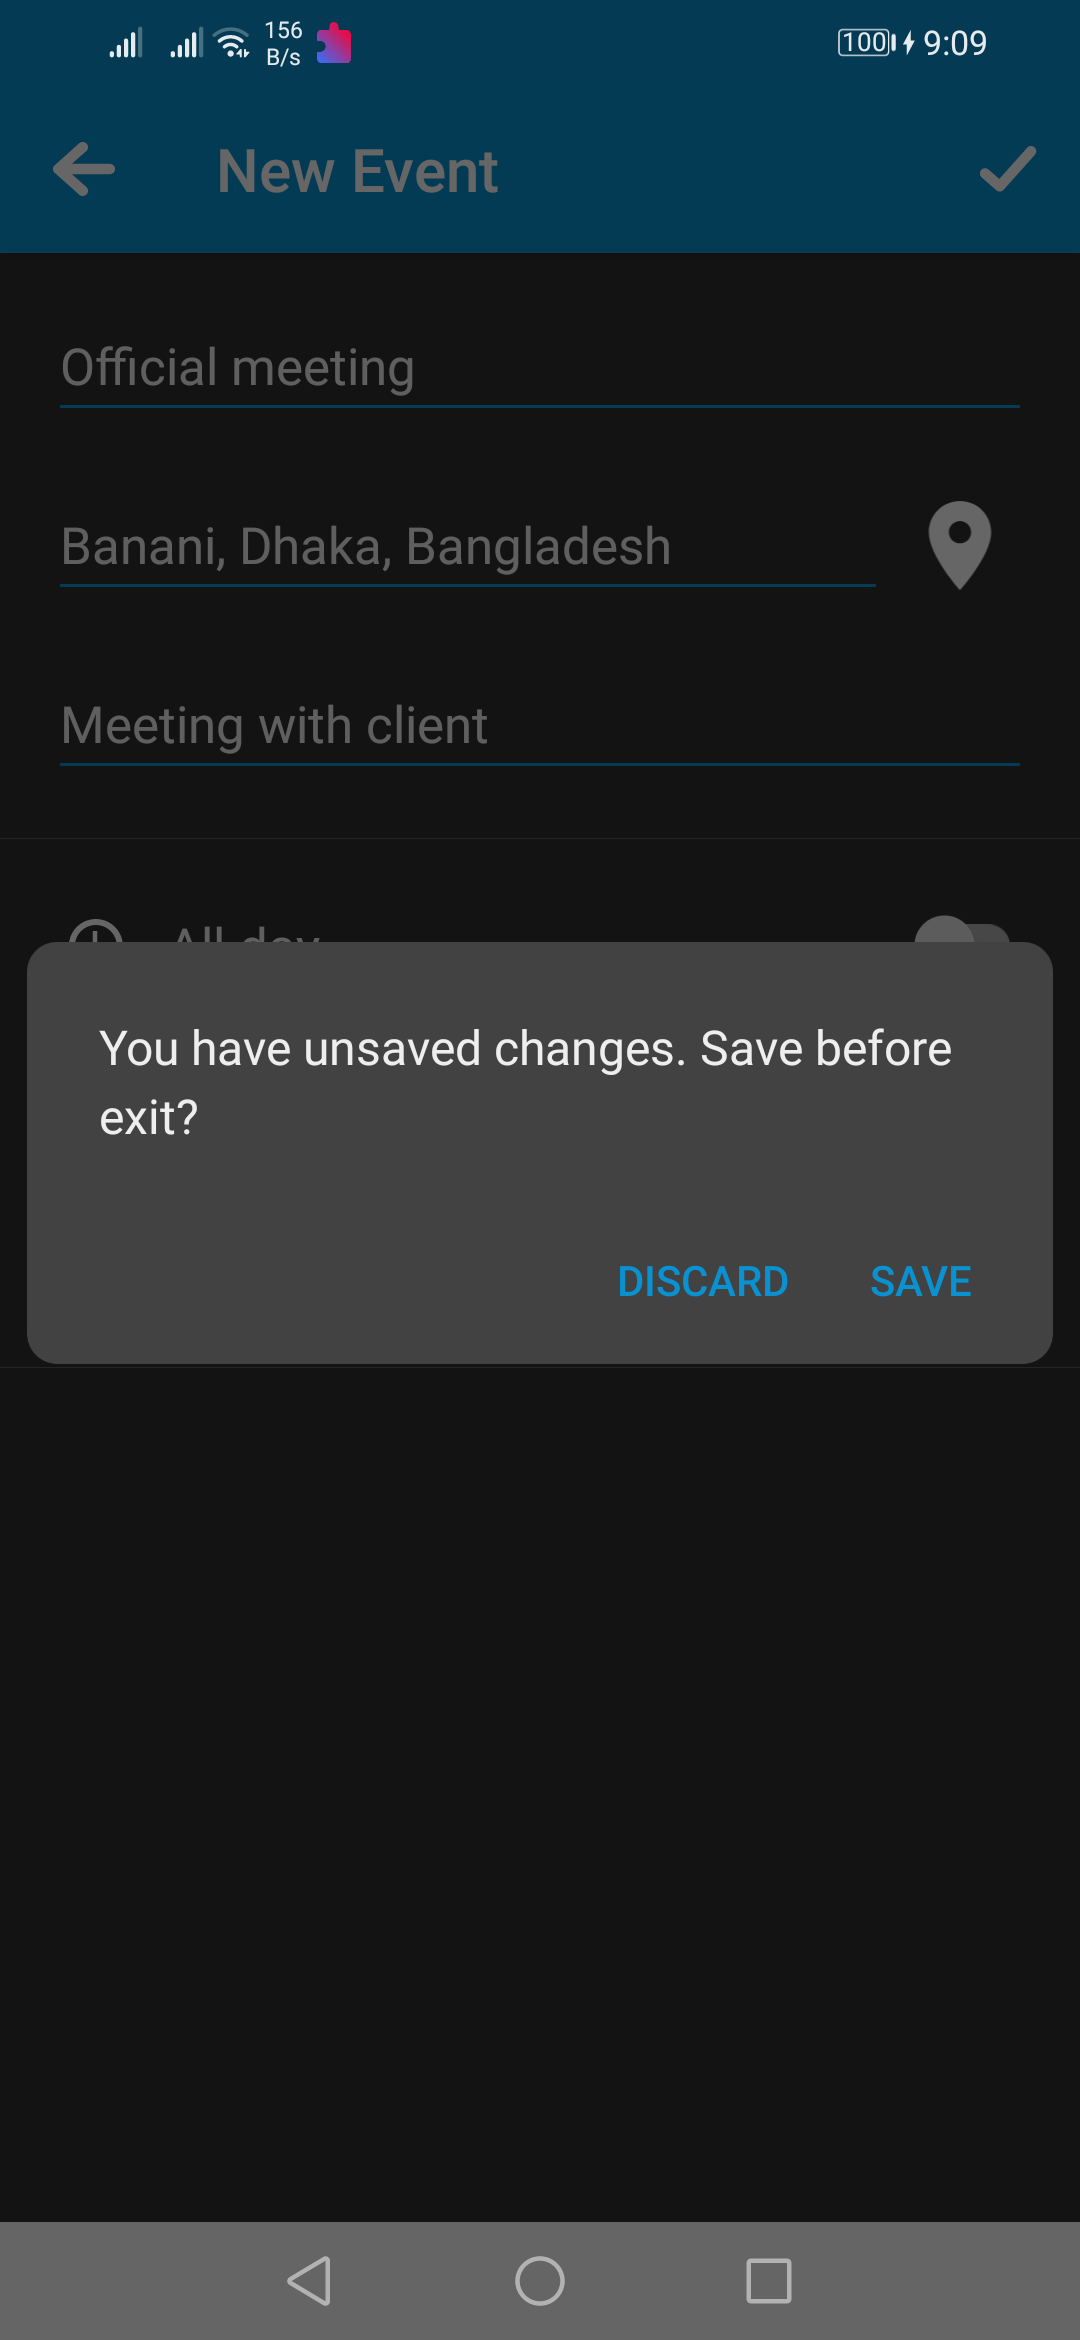 156
B/s
100
9:09
New Event
Official meeting
Banani, Dhaka, Bangladesh
Meeting with client
All day
You have unsaved changes. Save before
exit?
DISCARD SAVE